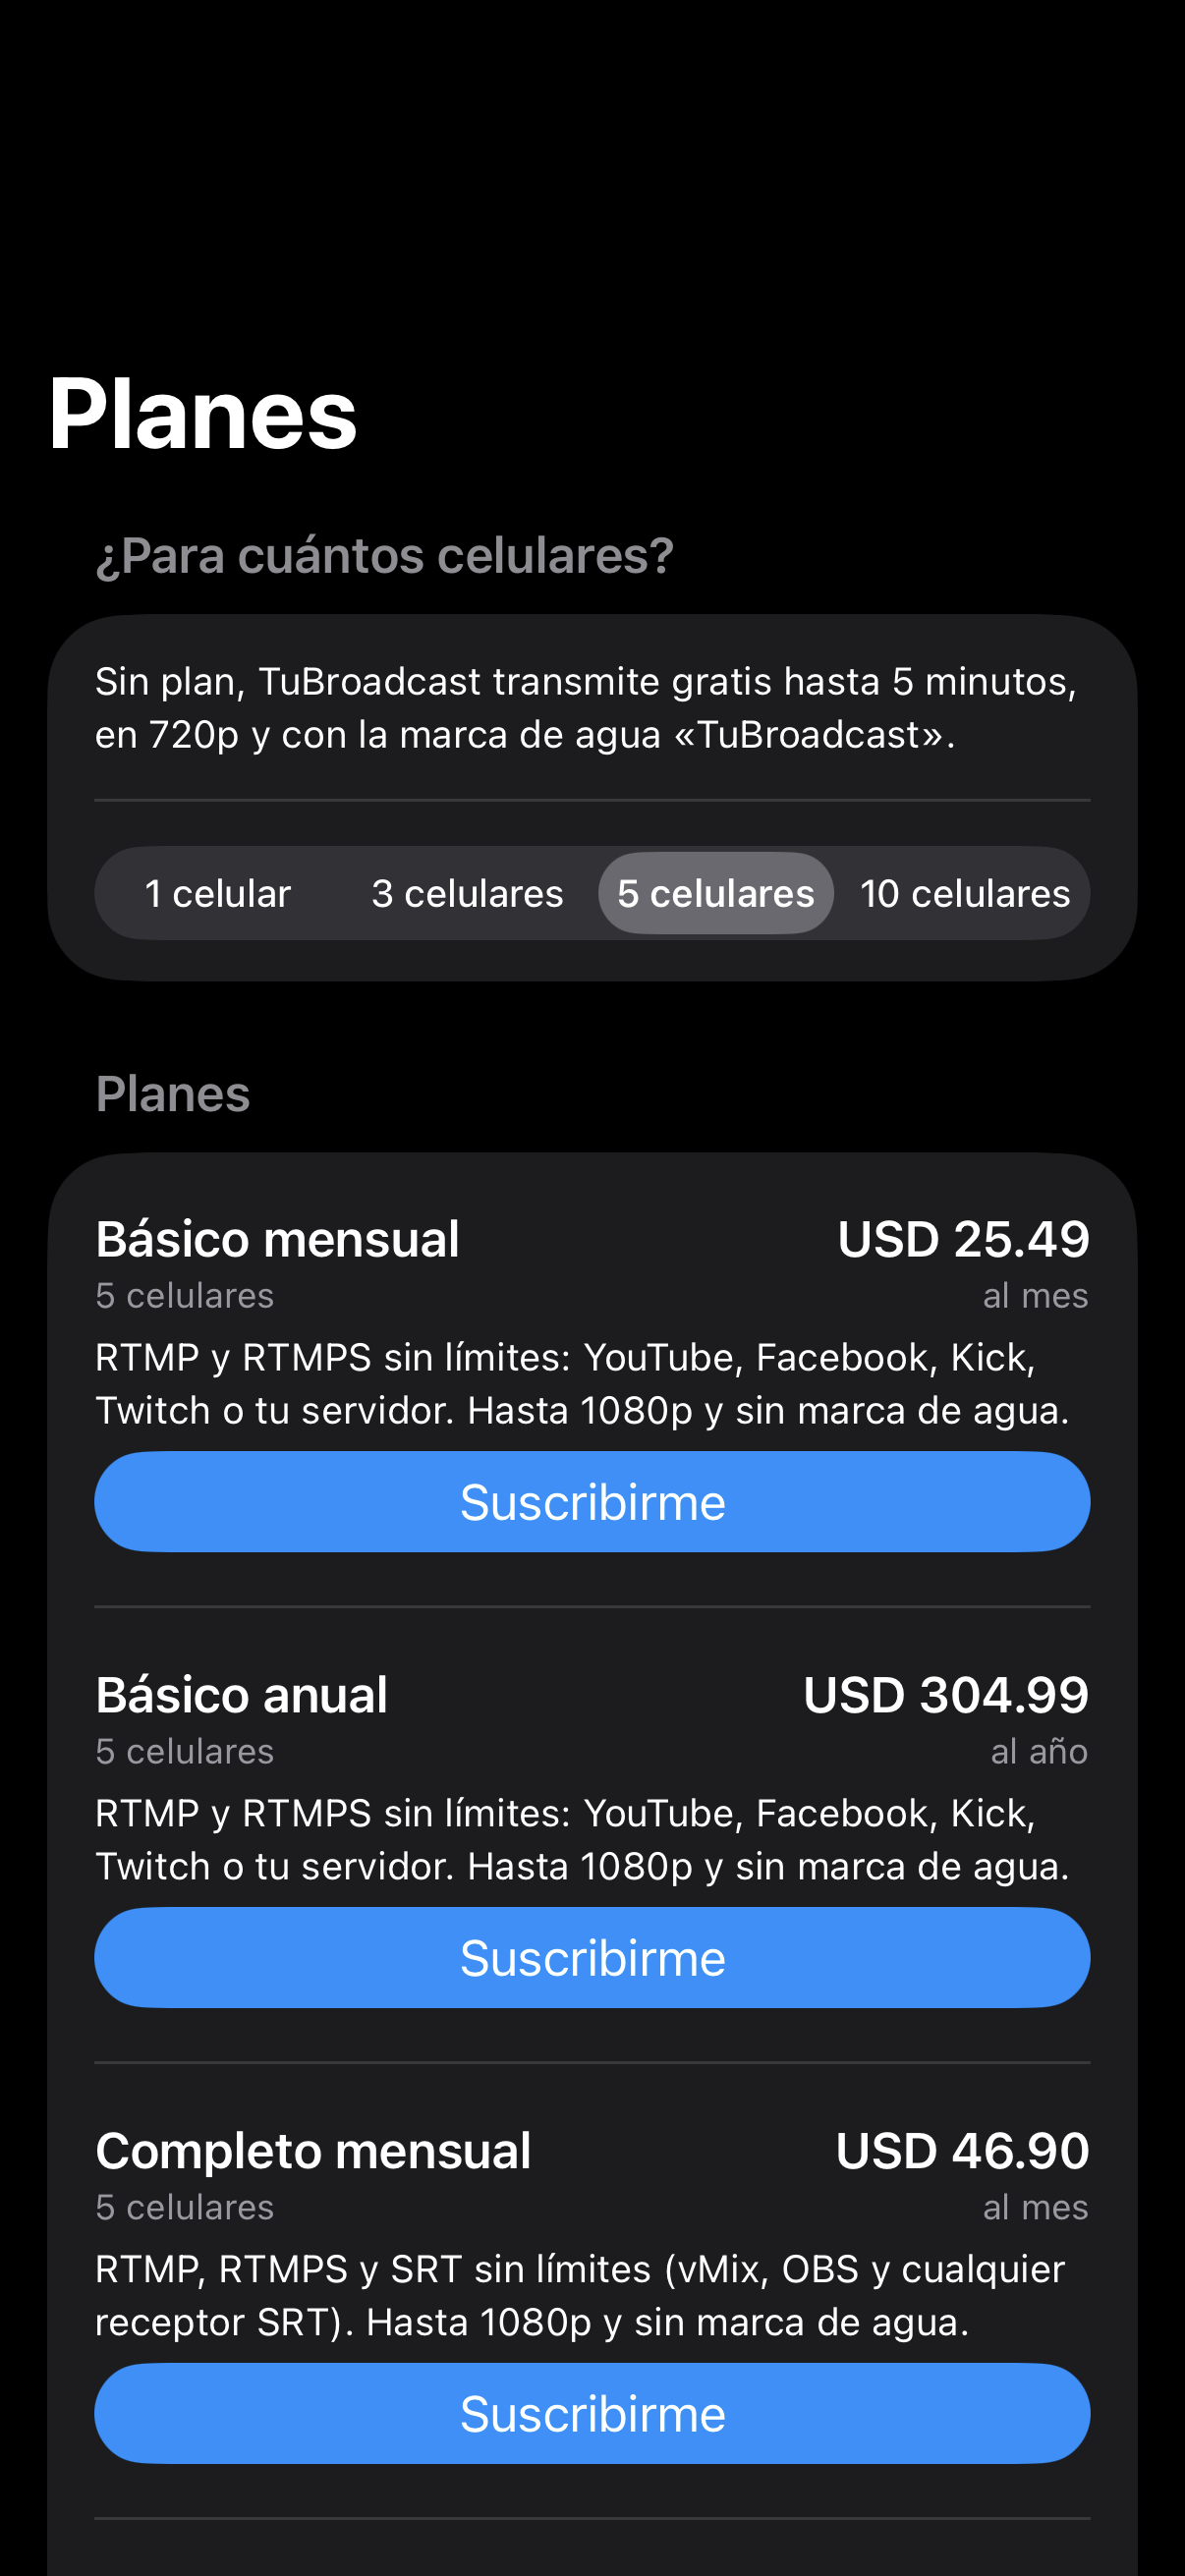 Planes
¿Para cuántos celulares?
Sin plan, TuBroadcast transmite gratis hasta 5 minutos,
en 720p y con la marca de agua «TuBroadcast».
1 celular 3 celulares 5 celulares 10 celulares
Planes
Básico mensual USD 25.49
5 celulares al mes
RTMP y RTMPS sin límites: YouTube, Facebook, Kick,
Twitch o tu servidor. Hasta 1080p y sin marca de agua.
Suscribirme
Básico anual USD 304.99
5 celulares al año
RTMP y RTMPS sin límites: YouTube, Facebook, Kick,
Twitch o tu servidor. Hasta 1080p y sin marca de agua.
Suscribirme
Completo mensual USD 46.90
5 celulares al mes
RTMP, RTMPS y SRT sin límites (vMix, OBS y cualquier
receptor SRT). Hasta 1080p y sin marca de agua.
Suscribirme